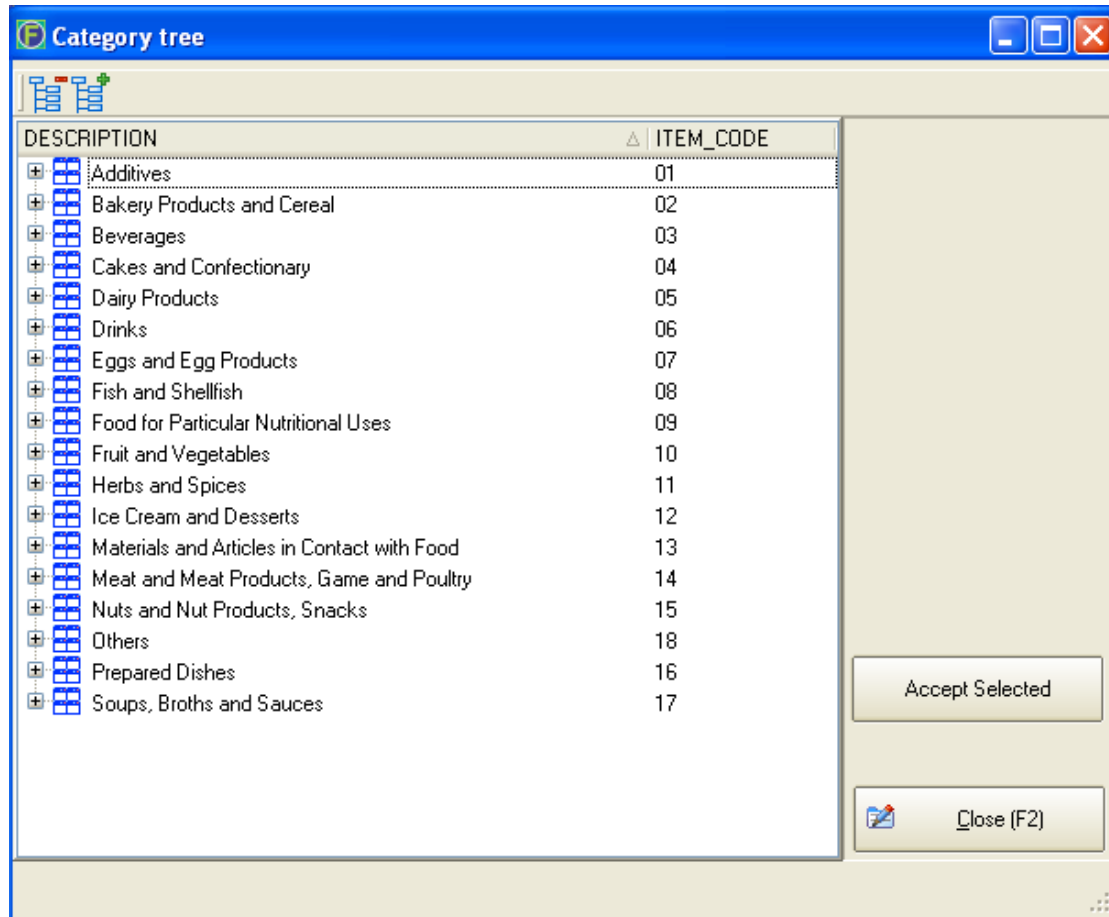 Category tree
DESCRIPTION ITEM_CODE
Additives 01
Bakery Products and Cereal 02
Beverages 03
Cakes and Confectionary 04
Dairy Products 05
Drinks 06
Eggs and Egg Products 07
Fish and Shellfish 08
Food for Particular Nutritional Uses 09
Fruit and Vegetables 10
Herbs and Spices 11
Ice Cream and Desserts 12
Materials and Articles in Contact with Food 13
Meat and Meat Products, Game and Poultry 14
Nuts and Nut Products, Snacks 15
Others 18
Prepared Dishes 16
Soups, Broths and Sauces 17
Accept Selected
Close (F2)